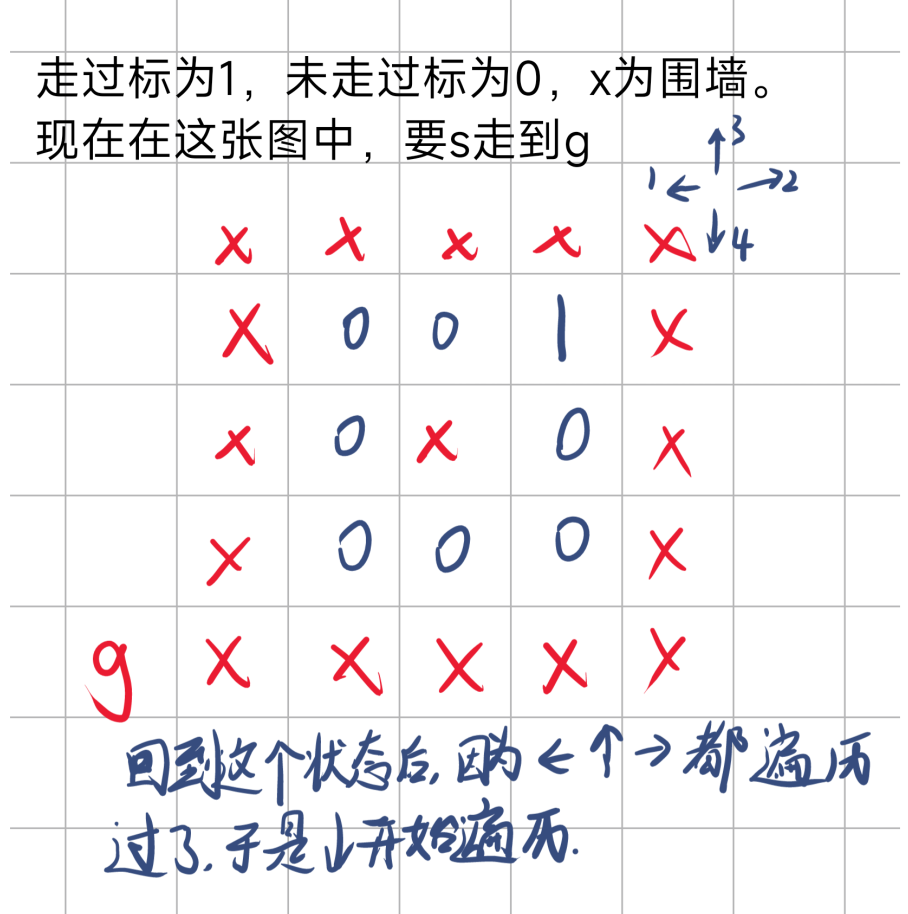 走过标为1，未走过标为0，x为围墙。
现在在这张图中，要s走到g
↑3
1← →2
x x x x x ↓4
x 0 0 1 x
x 0 x 0 x
x 0 0 0 x
g x x x x x
回到这个状态后,因为←↑→都遍历
过了,于是↓开始遍历.